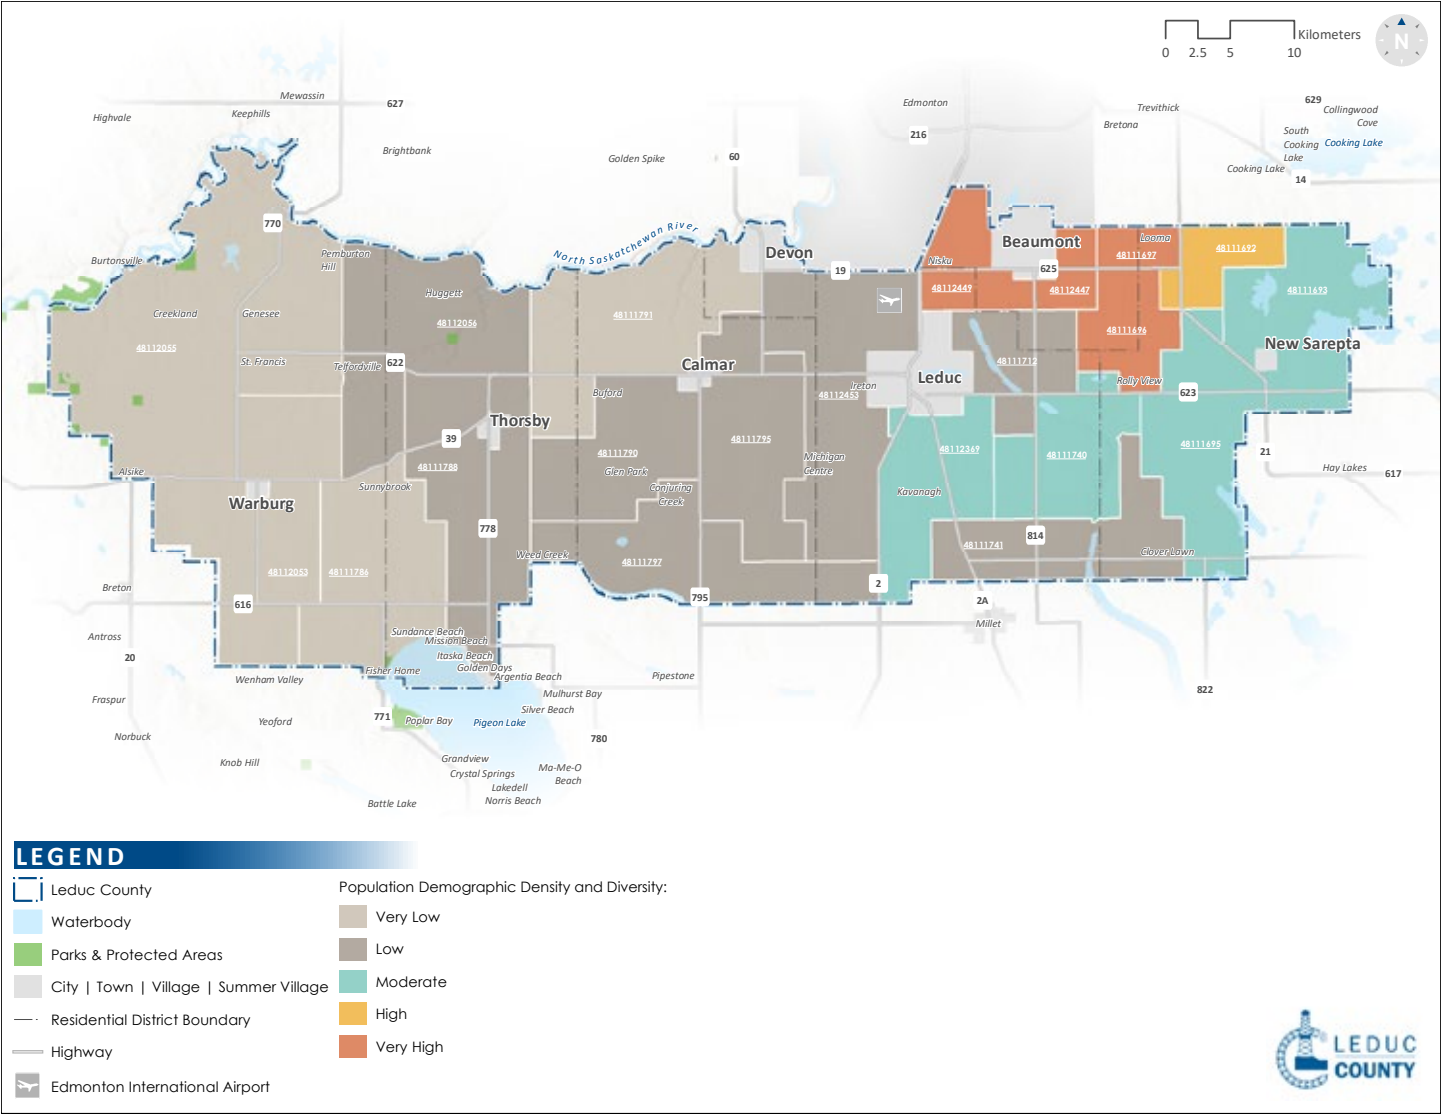 Kilometers
0 2.5 5 10
N
Mewassin
627
Highvale
Keephills
Brightbank
Golden Spike
60
Edmonton
216
Trevithick
Bretona
629
Collingwood
Cove
South
Cooking
Lake
Cooking Lake
Cooking Lake
14
770
Burtonsville
Pemburton
Hill
North Saskatchewan River
Devon
19
Beaumont
Nisku
625
Looma
48111697
48111692
Huggett
Creekland
Genesee
48112055
48112056
48111791
48112449
48112447
48111693
48111696
New Sarepta
St. Francis
Telfordville
622
Calmar
Leduc
48111712
Ireton
48112453
Rolly View
623
Buford
Thorsby
39
48111788
48111790
48111795
Glen Park
Conjuring
Creek
Michigan
Centre
48112369
48111740
48111695
21
Hay Lakes
617
Alsike
Sunnybrook
Warburg
Kavanagh
778
Weed Creek
48111797
48111741
814
Clover Lawn
48112053
48111786
Breton
616
795
2
2A
Millet
Antross
20
Sundance Beach
Mission Beach
Itaska Beach
Golden Days
Fisher Home
Argentia Beach
Wenham Valley
Pipestone
Mulhurst Bay
822
Fraspur
Silver Beach
771
Poplar Bay
Pigeon Lake
Yeoford
Norbuck
780
Knob Hill
Grandview
Crystal Springs
Ma-Me-O
Beach
Lakedell
Norris Beach
Battle Lake
LEGEND
Leduc County
Waterbody
Parks & Protected Areas
City | Town | Village | Summer Village
Residential District Boundary
Highway
Edmonton International Airport
Population Demographic Density and Diversity:
Very Low
Low
Moderate
High
Very High
LEDUC
COUNTY